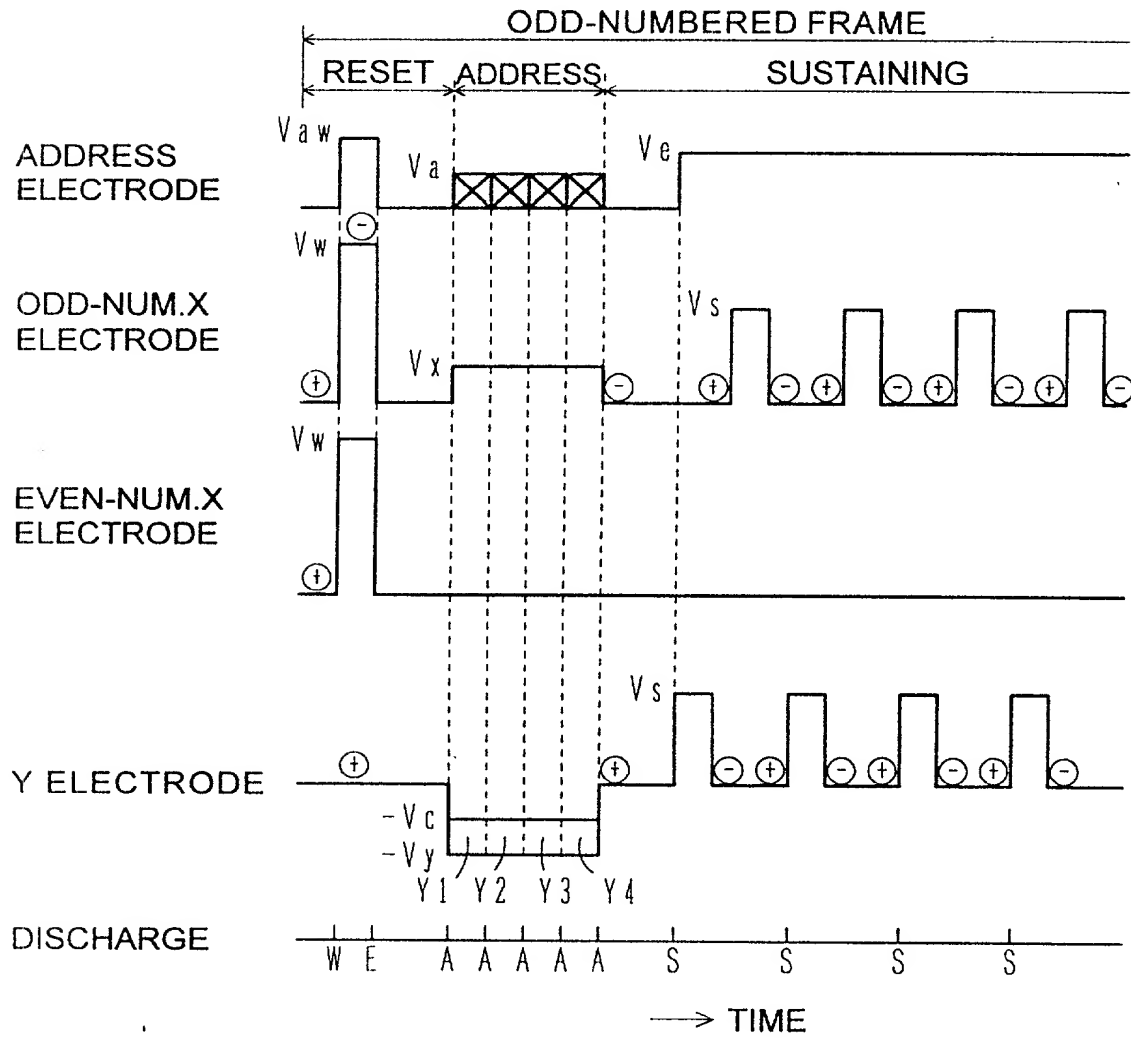 ODD-NUMBERED FRAME
RESET ADDRESS SUSTAINING
ADDRESS
ELECTRODE
Vaw
Va
Ve
−
ODD-NUM.X
ELECTRODE
Vw
Vx
Vs
+ − + − + − + − + −
EVEN-NUM.X
ELECTRODE
Vw
+
Y ELECTRODE
Vs
+ + − + − + − + −
-Vc
-Vy
Y1 Y2 Y3 Y4
DISCHARGE
W E A A A A A S S S S
→ TIME